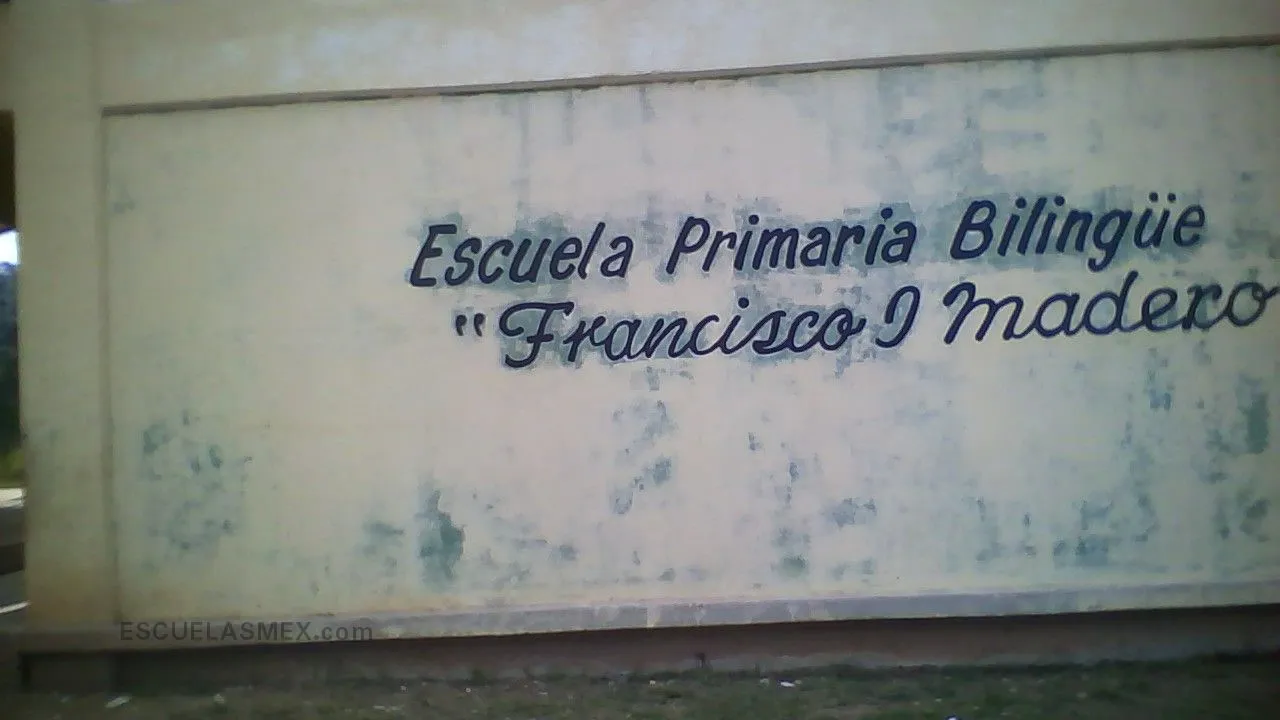 Escuela Primaria Bilingüe
"Francisco I Madero
ESCUELASMEX.com